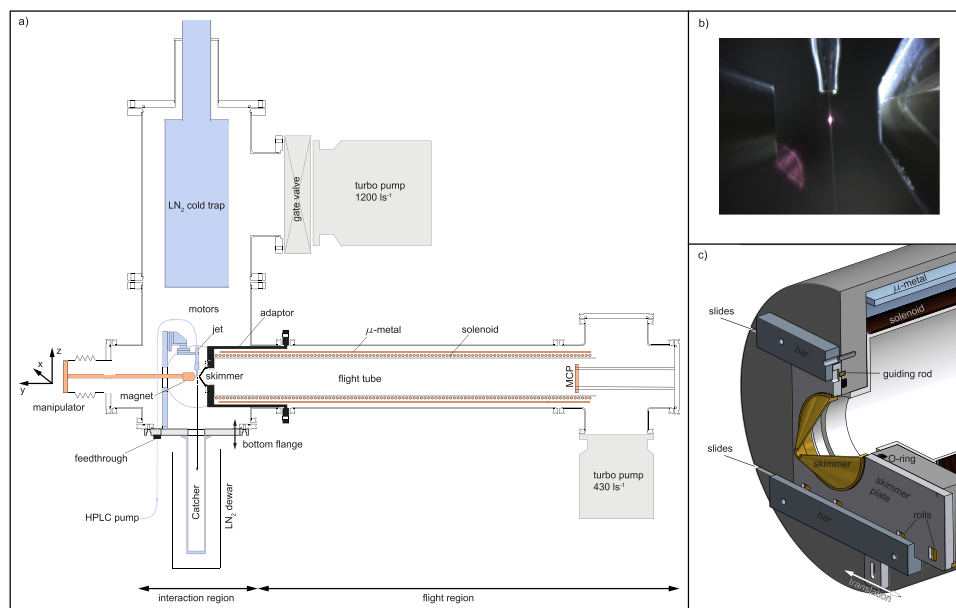 a)
LN2 cold trap
gate valve
turbo pump
1200 ls⁻¹
motors
jet
adaptor
μ-metal
solenoid
z
x
y
skimmer
flight tube
MCP
manipulator
magnet
feedthrough
bottom flange
HPLC pump
Catcher
LN2 dewar
turbo pump
430 ls⁻¹
interaction region
flight region
b)
c)
μ-metal
slides
solenoid
bar
guiding rod
slides
O-ring
skimmer
skimmer
plate
bar
rolls
translation